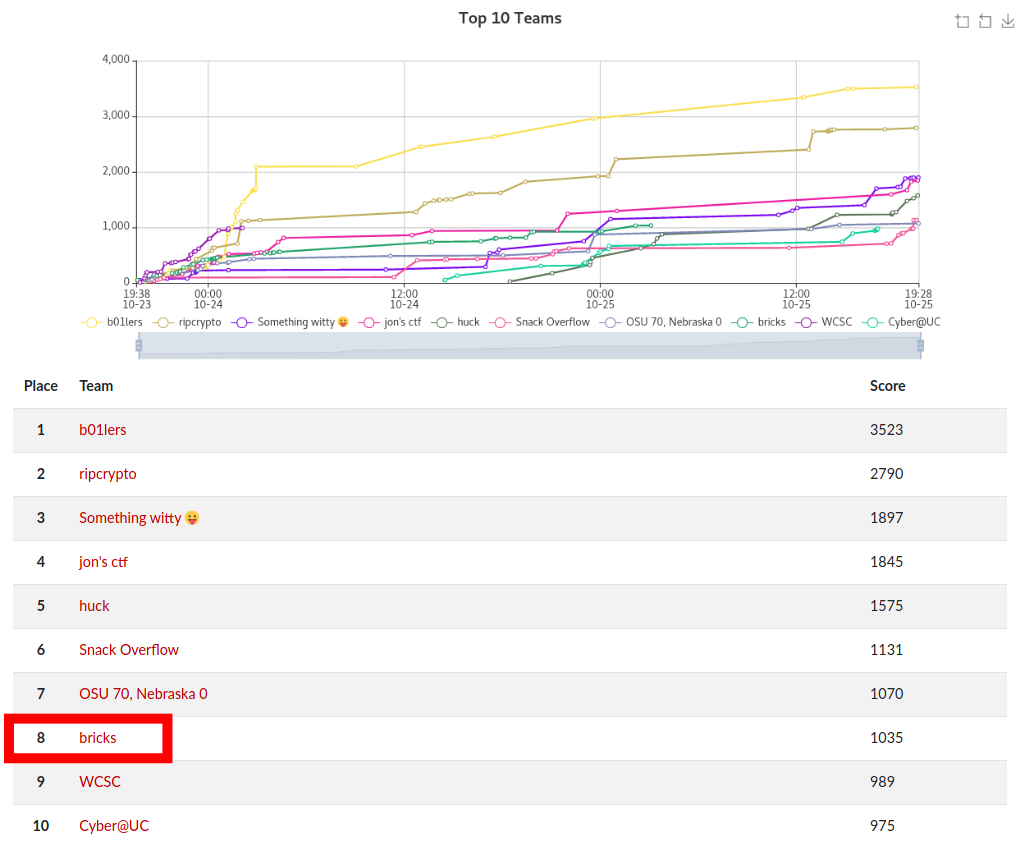 Top 10 Teams
4,000
3,000
2,000
1,000
0
19:38 00:00 12:00 00:00 12:00 19:28
10-23 10-24 10-24 10-25 10-25 10-25
b01lers ripcrypto Something witty 😛 jon's ctf huck Snack Overflow OSU 70, Nebraska 0 bricks WCSC Cyber@UC
Place Team Score
1 b01lers 3523
2 ripcrypto 2790
3 Something witty 😛 1897
4 jon's ctf 1845
5 huck 1575
6 Snack Overflow 1131
7 OSU 70, Nebraska 0 1070
8 bricks 1035
9 WCSC 989
10 Cyber@UC 975